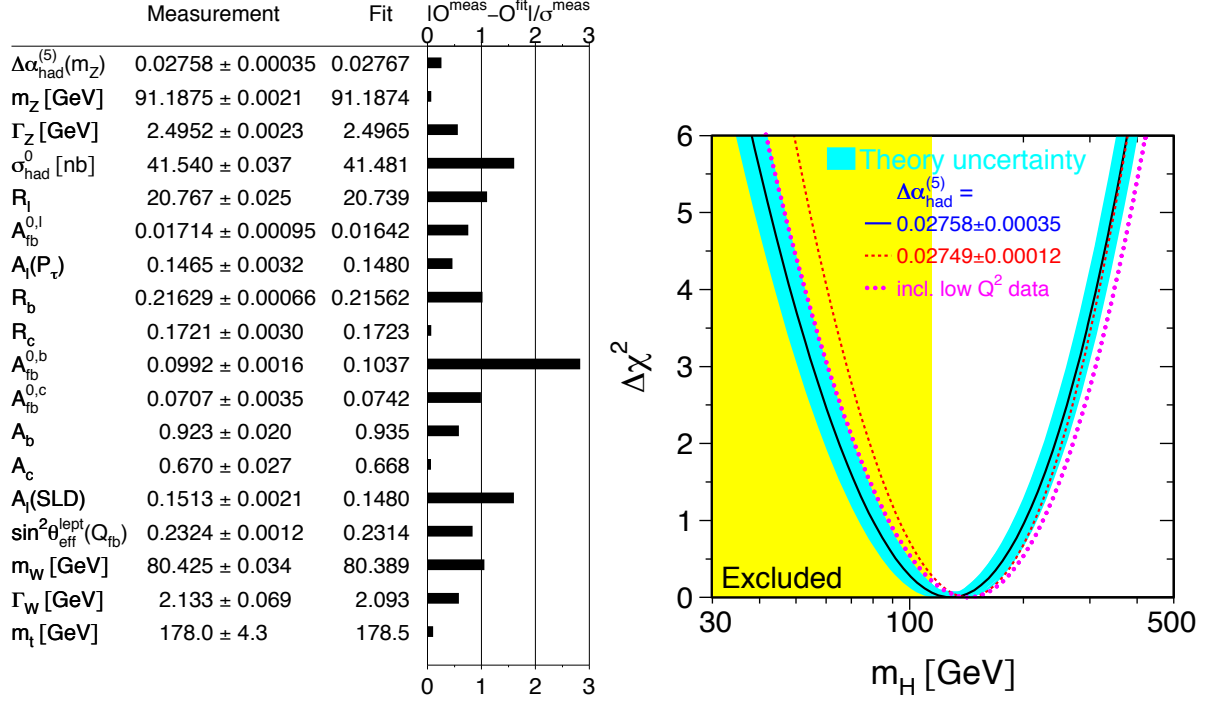 Measurement Fit |O^meas–O^fit|/σ^meas
0 1 2 3
Δα_had^(5)(m_Z) 0.02758 ± 0.00035 0.02767
m_Z [GeV] 91.1875 ± 0.0021 91.1874
Γ_Z [GeV] 2.4952 ± 0.0023 2.4965
σ_had^0 [nb] 41.540 ± 0.037 41.481
R_l 20.767 ± 0.025 20.739
A_fb^0,l 0.01714 ± 0.00095 0.01642
A_l(P_τ) 0.1465 ± 0.0032 0.1480
R_b 0.21629 ± 0.00066 0.21562
R_c 0.1721 ± 0.0030 0.1723
A_fb^0,b 0.0992 ± 0.0016 0.1037
A_fb^0,c 0.0707 ± 0.0035 0.0742
A_b 0.923 ± 0.020 0.935
A_c 0.670 ± 0.027 0.668
A_l(SLD) 0.1513 ± 0.0021 0.1480
sin²θ_eff^lept(Q_fb) 0.2324 ± 0.0012 0.2314
m_W [GeV] 80.425 ± 0.034 80.389
Γ_W [GeV] 2.133 ± 0.069 2.093
m_t [GeV] 178.0 ± 4.3 178.5
0 1 2 3
Δχ²
6
5
4
3
2
1
0
Theory uncertainty
Δα_had^(5) =
0.02758±0.00035
0.02749±0.00012
incl. low Q² data
Excluded
30 100 500
m_H [GeV]